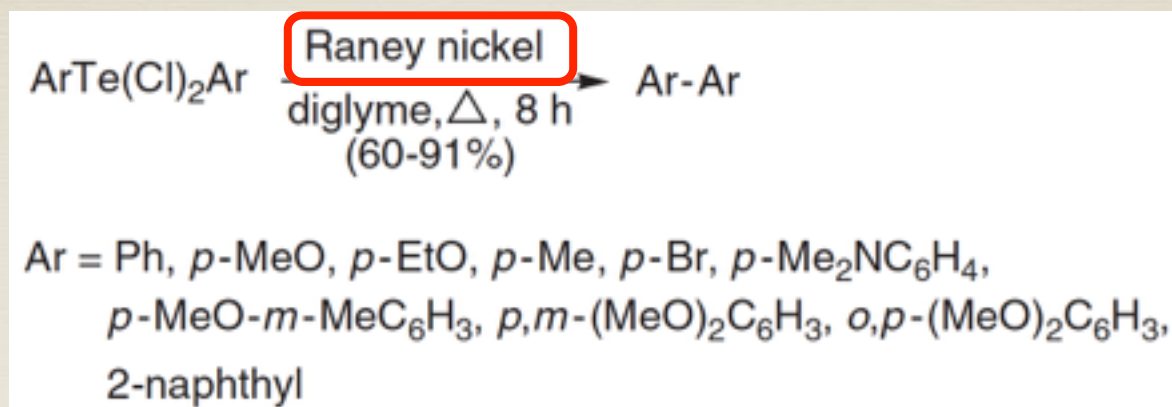 Raney nickel
ArTe(Cl)₂Ar → Ar-Ar
diglyme, △, 8 h
(60-91%)
Ar = Ph, p-MeO, p-EtO, p-Me, p-Br, p-Me₂NC₆H₄,
p-MeO-m-MeC₆H₃, p,m-(MeO)₂C₆H₃, o,p-(MeO)₂C₆H₃,
2-naphthyl